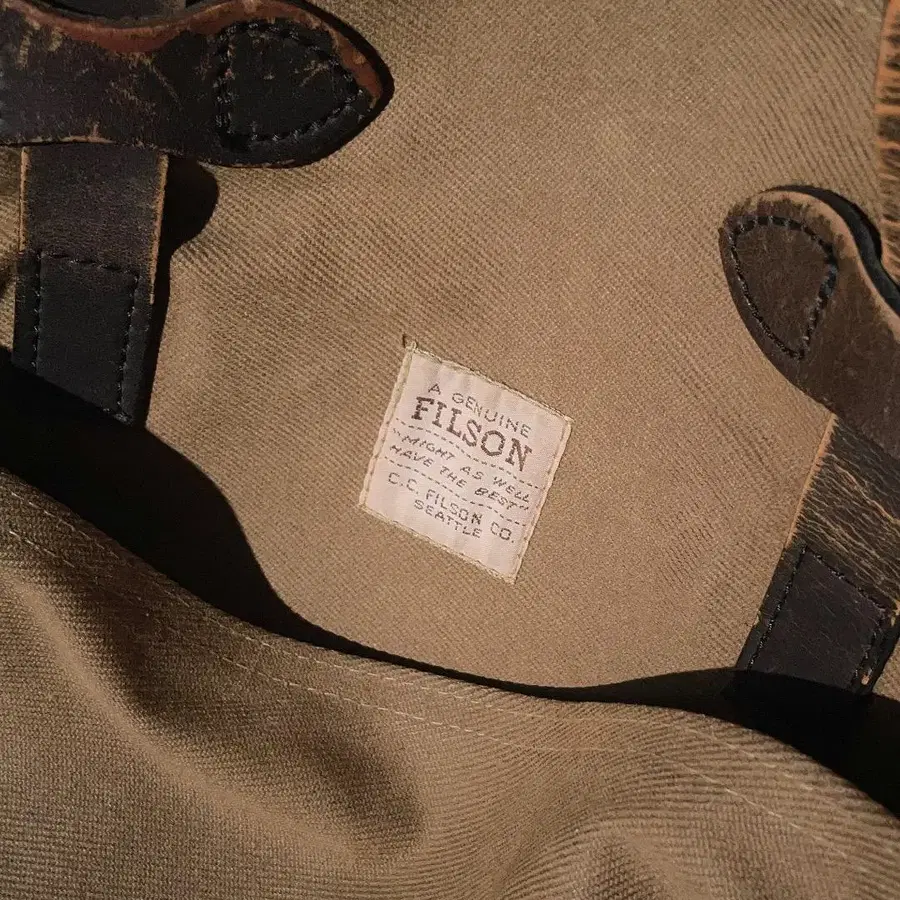 A GENUINE
FILSON
"MIGHT AS WELL
HAVE THE BEST"
C.C. FILSON CO.
SEATTLE